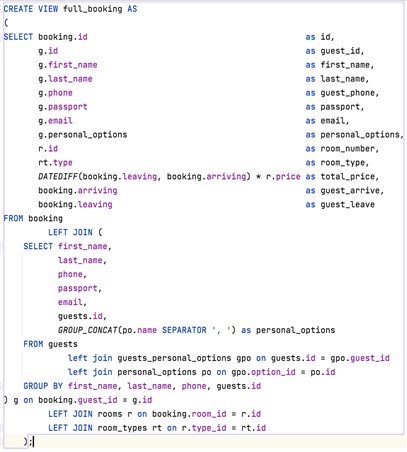 CREATE VIEW full_booking AS
(
SELECT booking.id as id,
g.id as guest_id,
g.first_name as first_name,
g.last_name as last_name,
g.phone as guest_phone,
g.passport as passport,
g.email as email,
g.personal_options as personal_options,
r.id as room_number,
rt.type as room_type,
DATEDIFF(booking.leaving, booking.arriving) * r.price as total_price,
booking.arriving as guest_arrive,
booking.leaving as guest_leave
FROM booking
LEFT JOIN (
SELECT first_name,
last_name,
phone,
passport,
email,
guests.id,
GROUP_CONCAT(po.name SEPARATOR ', ') as personal_options
FROM guests
left join guests_personal_options gpo on guests.id = gpo.guest_id
left join personal_options po on gpo.option_id = po.id
GROUP BY first_name, last_name, phone, guests.id
) g on booking.guest_id = g.id
LEFT JOIN rooms r on booking.room_id = r.id
LEFT JOIN room_types rt on r.type_id = rt.id
);